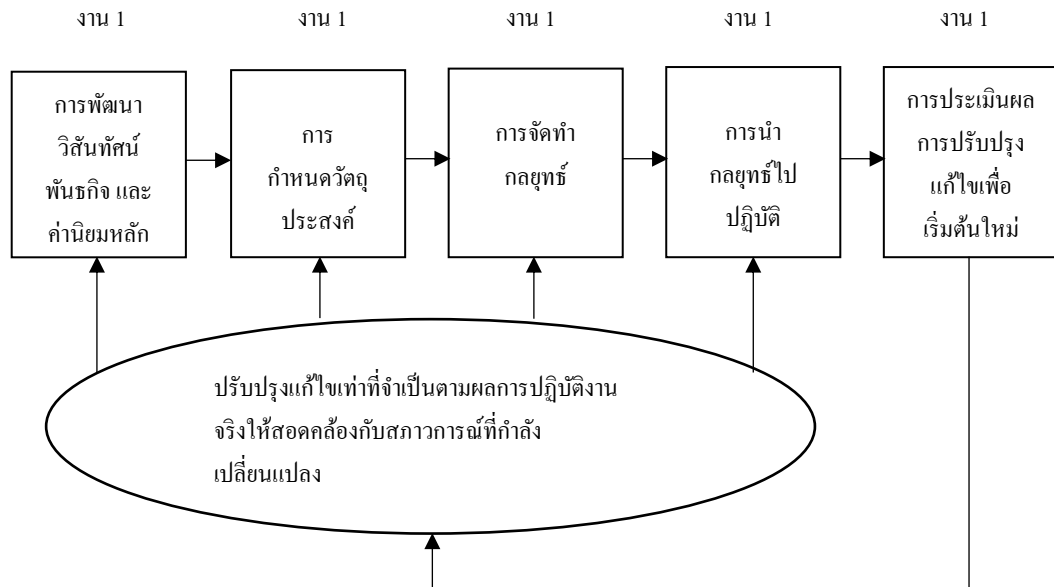 งาน 1
งาน 1
งาน 1
งาน 1
งาน 1
การพัฒนา
วิสันทัศน์
พันธกิจ และ
ค่านิยมหลัก
การ
กำหนดวัตถุ
ประสงค์
การจัดทำ
กลยุทธ์
การนำ
กลยุทธ์ไป
ปฏิบัติ
การประเมินผล
การปรับปรุง
แก้ไขเพื่อ
เริ่มต้นใหม่
ปรับปรุงแก้ไขเท่าที่จำเป็นตามผลการปฏิบัติงาน
จริงให้สอดคล้องกับสภาวการณ์ที่กำลัง
เปลี่ยนแปลง